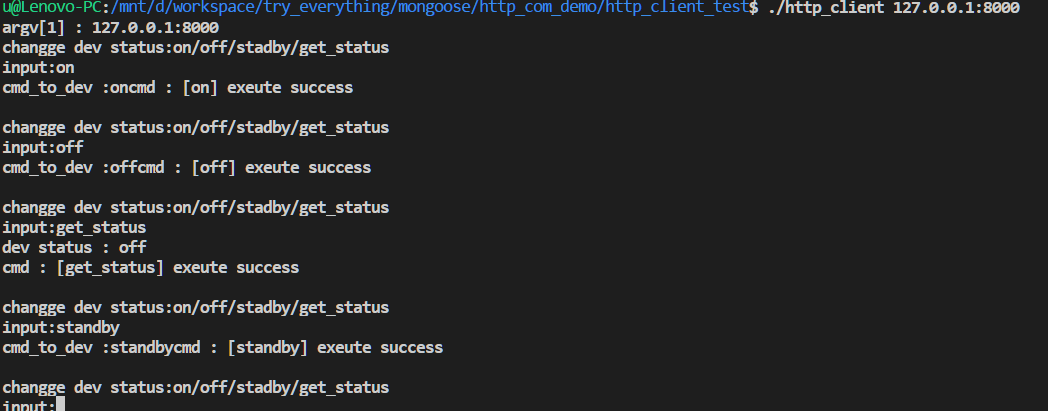 u@Lenovo-PC:/mnt/d/workspace/try_everything/mongoose/http_com_demo/http_client_test$ ./http_client 127.0.0.1:8000
argv[1] : 127.0.0.1:8000
changge dev status:on/off/stadby/get_status
input:on
cmd_to_dev :oncmd : [on] exeute success
changge dev status:on/off/stadby/get_status
input:off
cmd_to_dev :offcmd : [off] exeute success
changge dev status:on/off/stadby/get_status
input:get_status
dev status : off
cmd : [get_status] exeute success
changge dev status:on/off/stadby/get_status
input:standby
cmd_to_dev :standbycmd : [standby] exeute success
changge dev status:on/off/stadby/get_status
input: